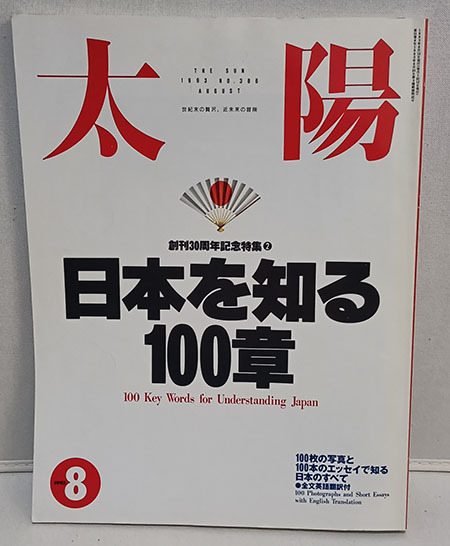 太陽
THE SUN
1993 NO.386
AUGUST
世紀末の贅沢、近未来の冒険
創刊30周年記念特集❷
日本を知る
100章
100 Key Words for Understanding Japan
100枚の写真と
100本のエッセイで知る
日本のすべて
●全文英語翻訳付
100 Photographs and Short Essays
with English Translation
1993
8